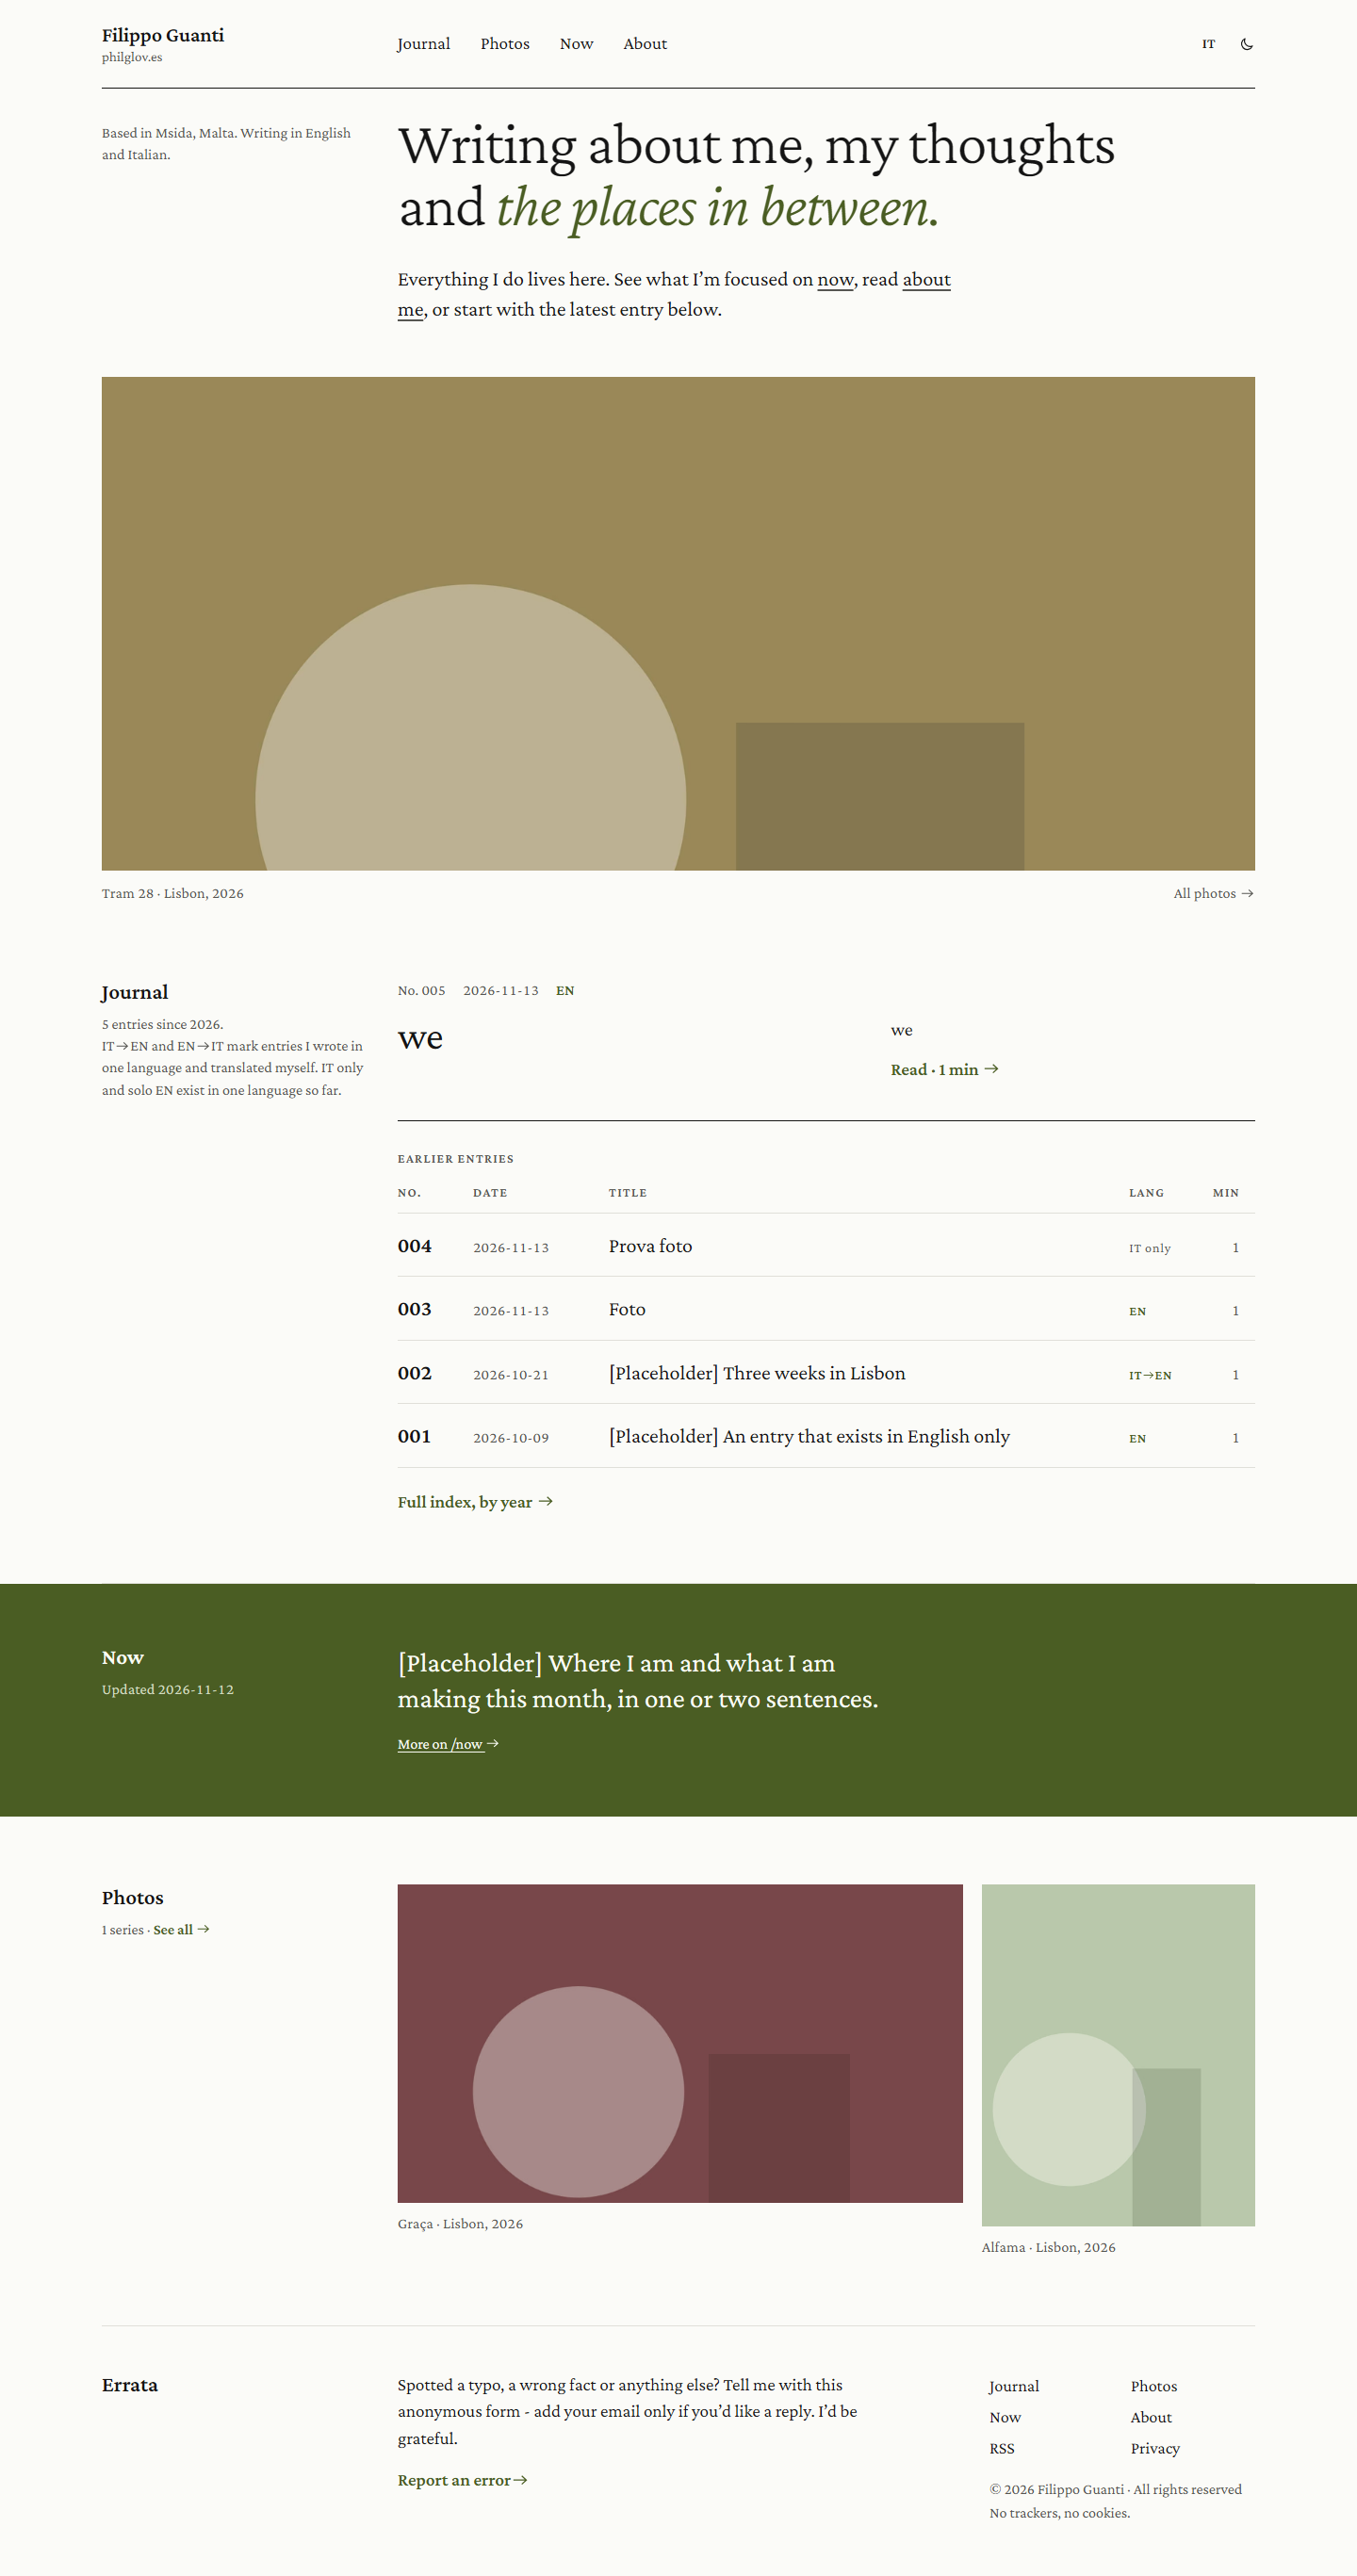 Filippo Guanti
philglov.es
Journal Photos Now About
IT
Based in Msida, Malta. Writing in English
and Italian.
Writing about me, my thoughts
and the places in between.
Everything I do lives here. See what I’m focused on now, read about
me, or start with the latest entry below.
Tram 28 · Lisbon, 2026
All photos →
Journal
5 entries since 2026.
IT→EN and EN→IT mark entries I wrote in
one language and translated myself. IT only
and solo EN exist in one language so far.
No. 005 2026-11-13 EN
we
we
Read · 1 min →
EARLIER ENTRIES
NO. DATE TITLE LANG MIN
004 2026-11-13 Prova foto IT only 1
003 2026-11-13 Foto EN 1
002 2026-10-21 [Placeholder] Three weeks in Lisbon IT→EN 1
001 2026-10-09 [Placeholder] An entry that exists in English only EN 1
Full index, by year →
Now
Updated 2026-11-12
[Placeholder] Where I am and what I am
making this month, in one or two sentences.
More on /now →
Photos
1 series · See all →
Graça · Lisbon, 2026
Alfama · Lisbon, 2026
Errata
Spotted a typo, a wrong fact or anything else? Tell me with this
anonymous form - add your email only if you’d like a reply. I’d be
grateful.
Report an error→
Journal Photos
Now About
RSS Privacy
© 2026 Filippo Guanti · All rights reserved
No trackers, no cookies.